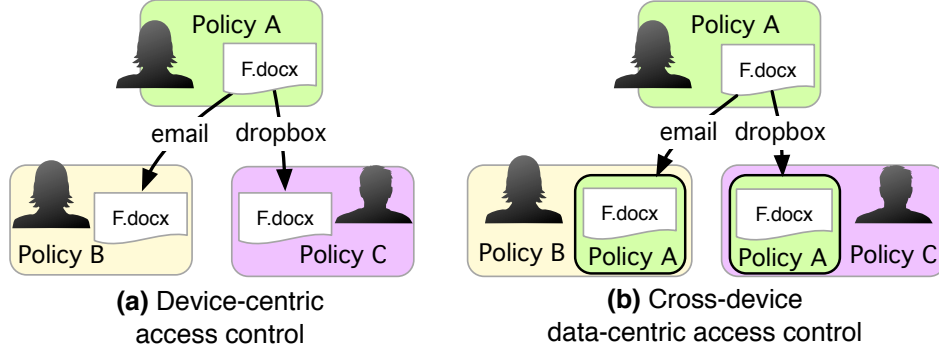 Policy A
F.docx
email dropbox
F.docx
Policy B
F.docx
Policy C
(a) Device-centric
access control
Policy A
F.docx
email dropbox
F.docx
Policy B
Policy A
F.docx
Policy A
Policy C
(b) Cross-device
data-centric access control